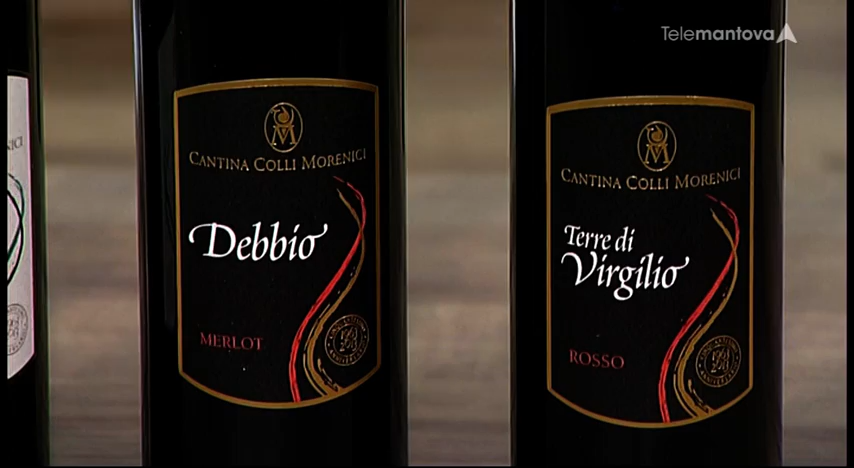 Telemantova
CANTINA COLLI MORENICI
Debbio
MERLOT
CANTINA COLLI MORENICI
Terre di
Virgilio
ROSSO